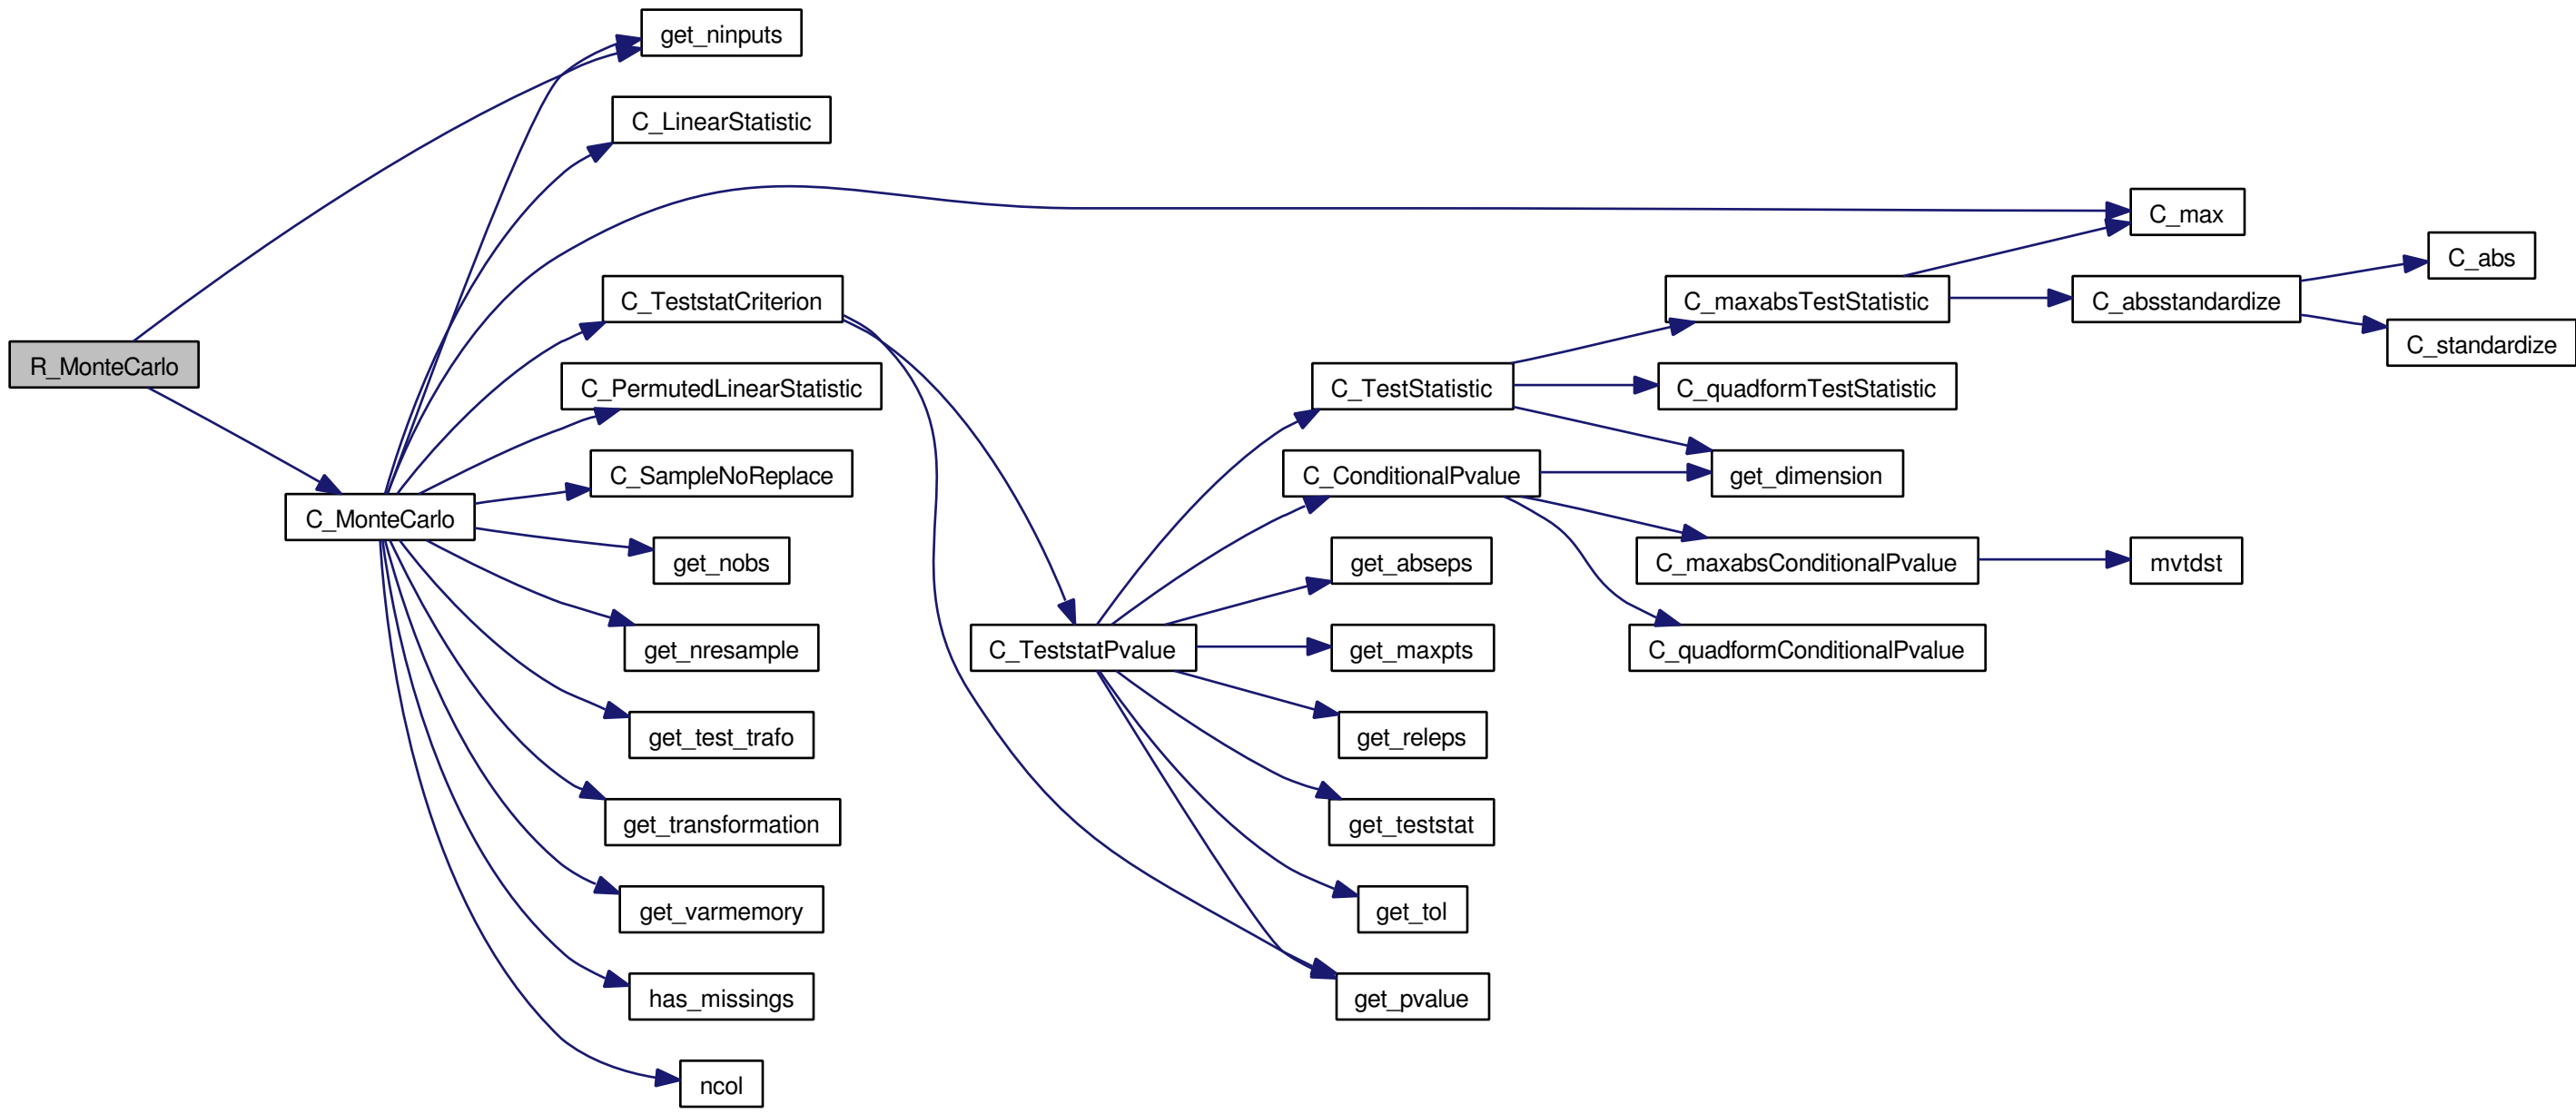 get_ninputs
C_LinearStatistic
C_max
C_abs
C_TeststatCriterion
C_maxabsTestStatistic
C_absstandardize
C_standardize
R_MonteCarlo
C_PermutedLinearStatistic
C_TestStatistic
C_quadformTestStatistic
C_SampleNoReplace
C_ConditionalPvalue
get_dimension
C_MonteCarlo
get_nobs
get_abseps
C_maxabsConditionalPvalue
mvtdst
get_nresample
C_TeststatPvalue
get_maxpts
C_quadformConditionalPvalue
get_test_trafo
get_releps
get_transformation
get_teststat
get_varmemory
get_tol
has_missings
get_pvalue
ncol